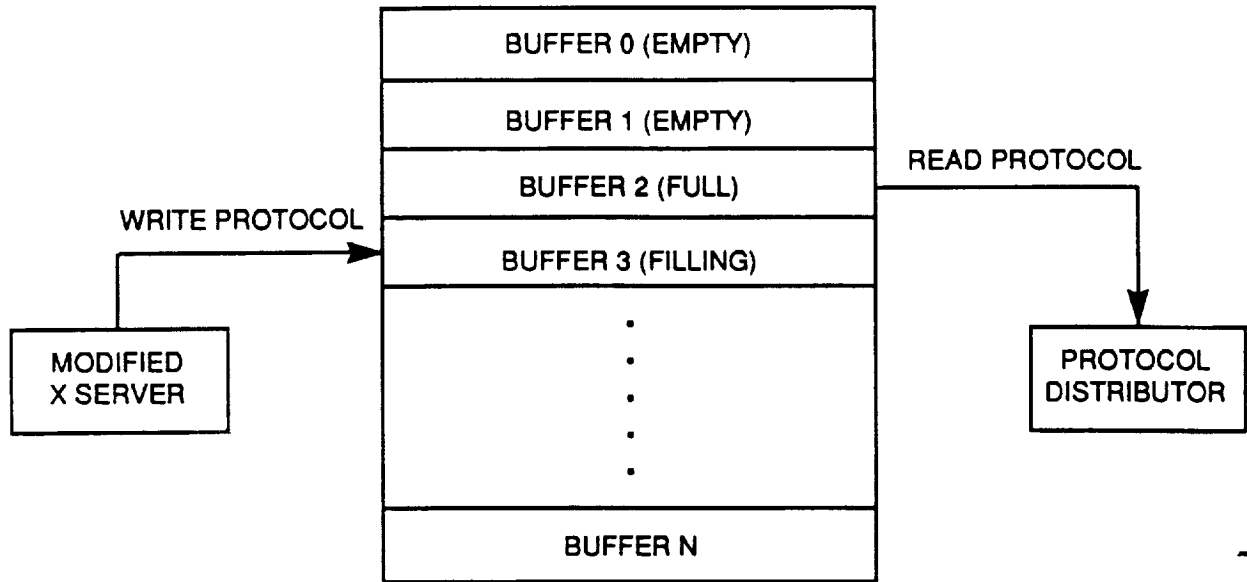 BUFFER 0 (EMPTY)
BUFFER 1 (EMPTY)
BUFFER 2 (FULL)
READ PROTOCOL
WRITE PROTOCOL
BUFFER 3 (FILLING)
MODIFIED
X SERVER
PROTOCOL
DISTRIBUTOR
BUFFER N